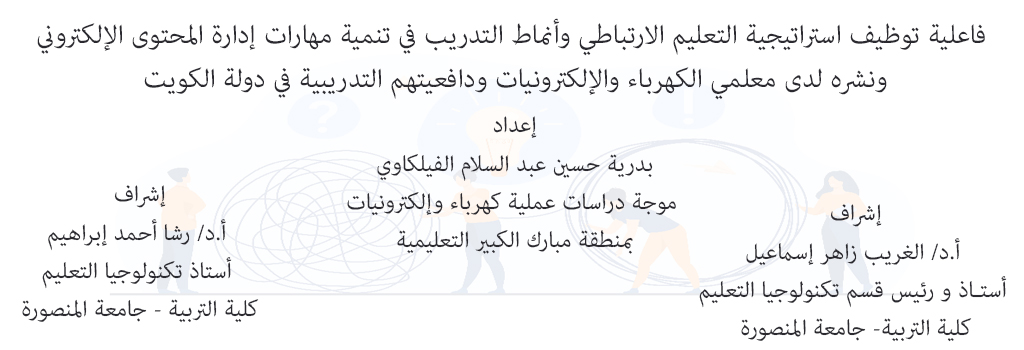 فاعلية توظيف استراتيجية التعليم الارتباطي وأنماط التدريب في تنمية مهارات إدارة المحتوى الإلكتروني
ونشره لدى معلمي الكهرباء والإلكترونيات ودافعيتهم التدريبية في دولة الكويت
إعداد
بدرية حسين عبد السلام الفيلكاوي
موجة دراسات عملية كهرباء وإلكترونيات
بمنطقة مبارك الكبير التعليمية
إشراف
أ.د/ الغريب زاهر إسماعيل
أستـاذ و رئيس قسم تكنولوجيا التعليم
كلية التربية- جامعة المنصورة
إشراف
أ.د/ رشا أحمد إبراهيم
أستاذ تكنولوجيا التعليم
كلية التربية - جامعة المنصورة